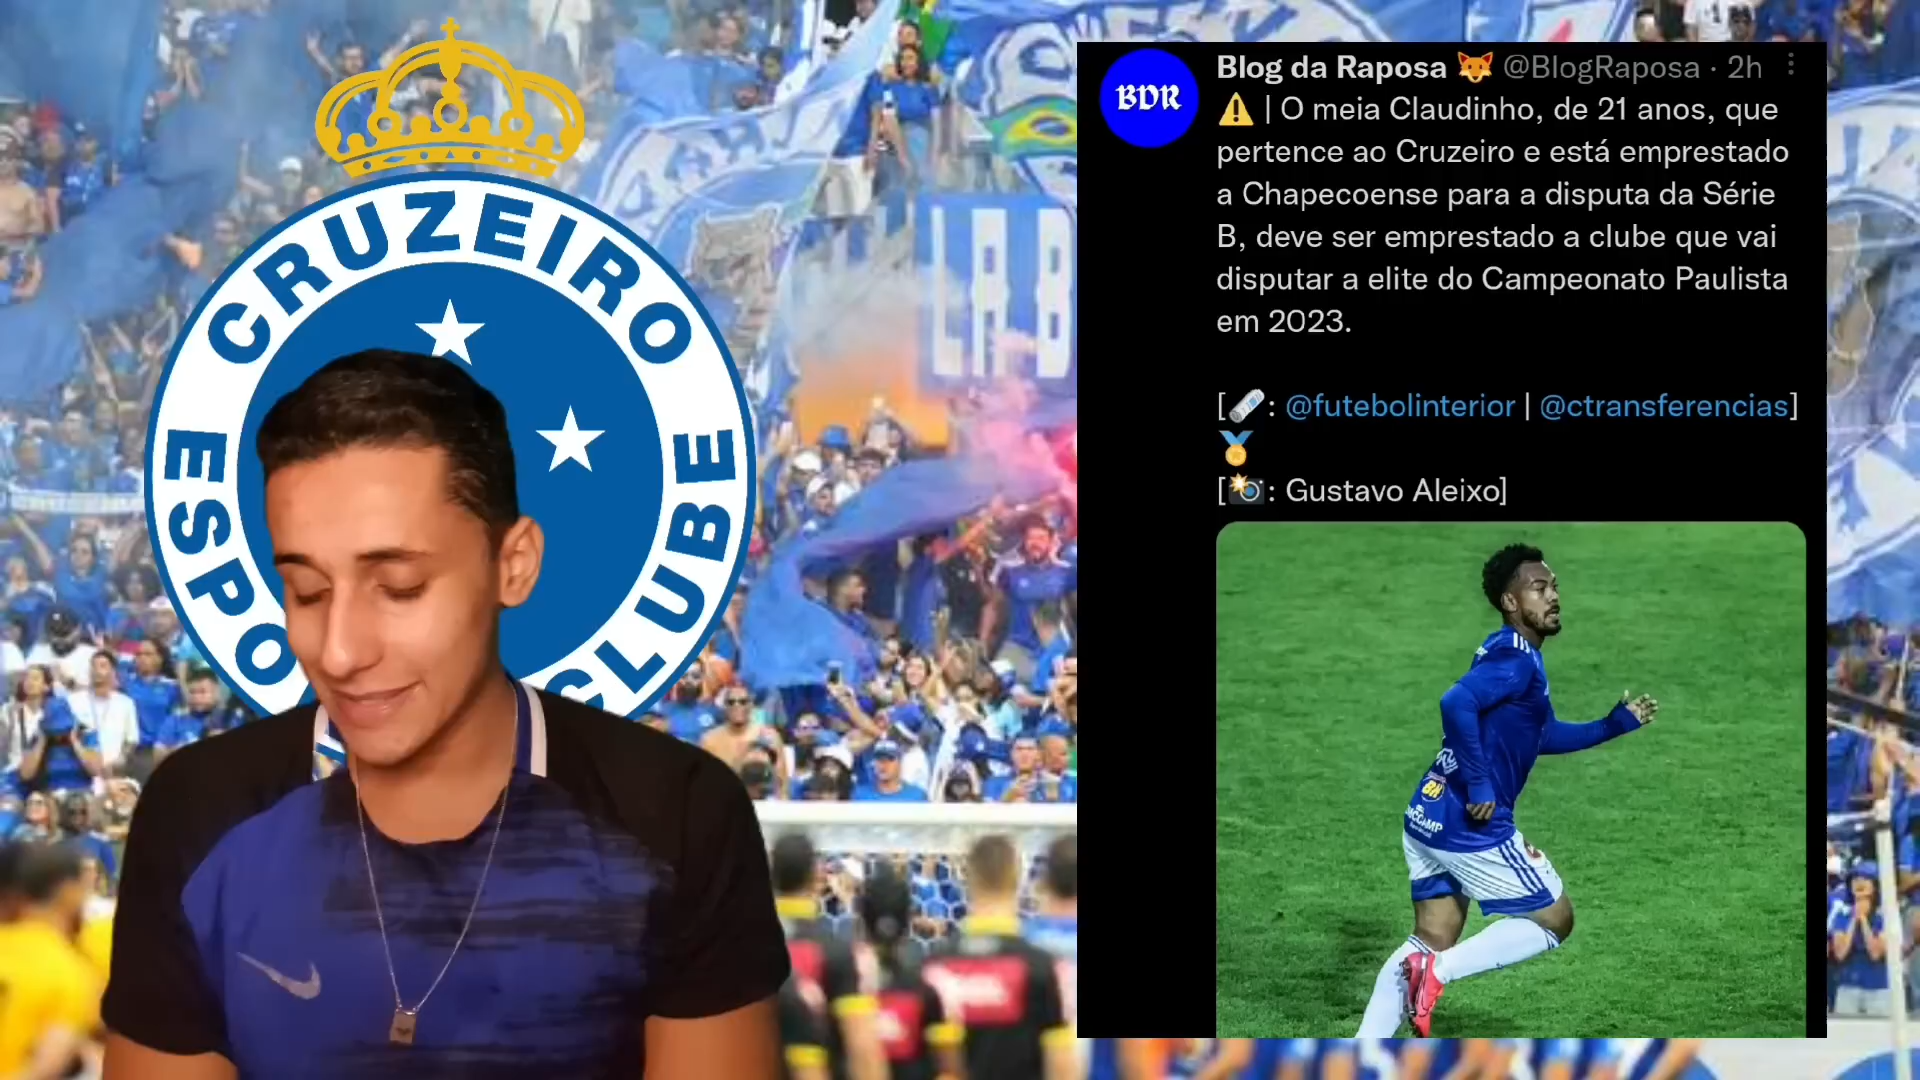 CRUZEIRO
ESPO
CLUBE
BDR
Blog da Raposa 🦊 @BlogRaposa · 2h
⚠️ | O meia Claudinho, de 21 anos, que
pertence ao Cruzeiro e está emprestado
a Chapecoense para a disputa da Série
B, deve ser emprestado a clube que vai
disputar a elite do Campeonato Paulista
em 2023.
[🗞️: @futebolinterior | @ctransferencias]
🏅
[📸: Gustavo Aleixo]
BH